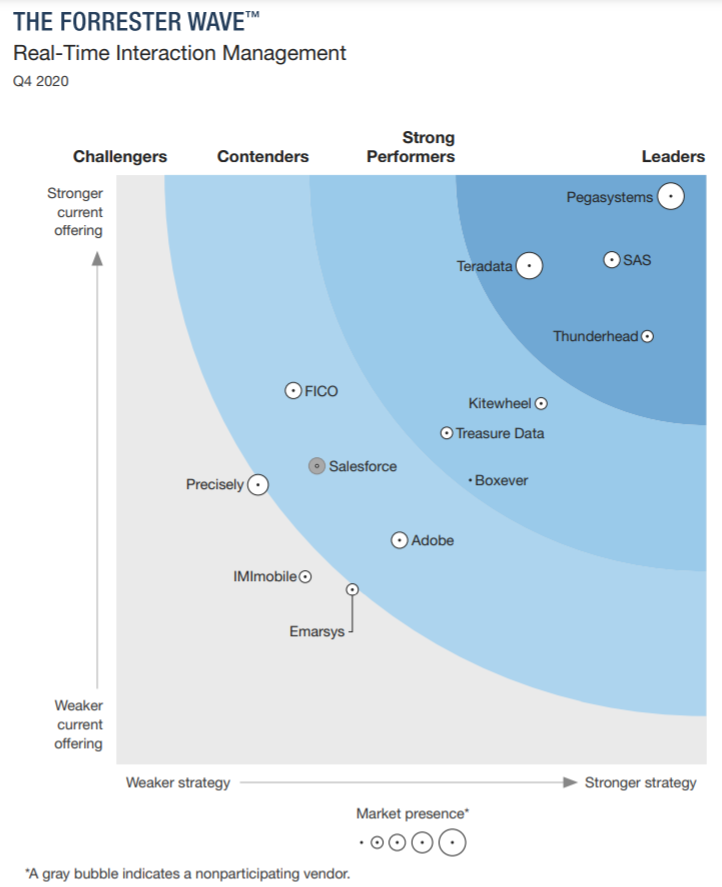 THE FORRESTER WAVE™
Real-Time Interaction Management
Q4 2020
Strong
Challengers Contenders Performers Leaders
Stronger
current
offering
Pegasystems
SAS
Teradata
Thunderhead
FICO
Kitewheel
Treasure Data
Salesforce
Boxever
Precisely
Adobe
IMImobile
Emarsys
Weaker
current
offering
Weaker strategy Stronger strategy
Market presence*
*A gray bubble indicates a nonparticipating vendor.